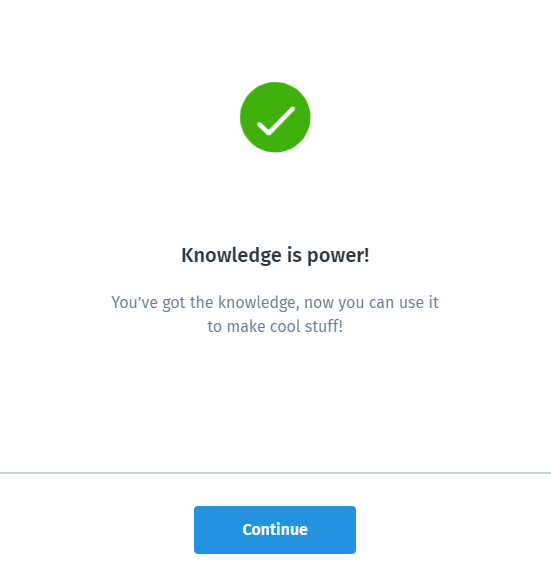 Knowledge is power!
You’ve got the knowledge, now you can use it
to make cool stuff!
Continue